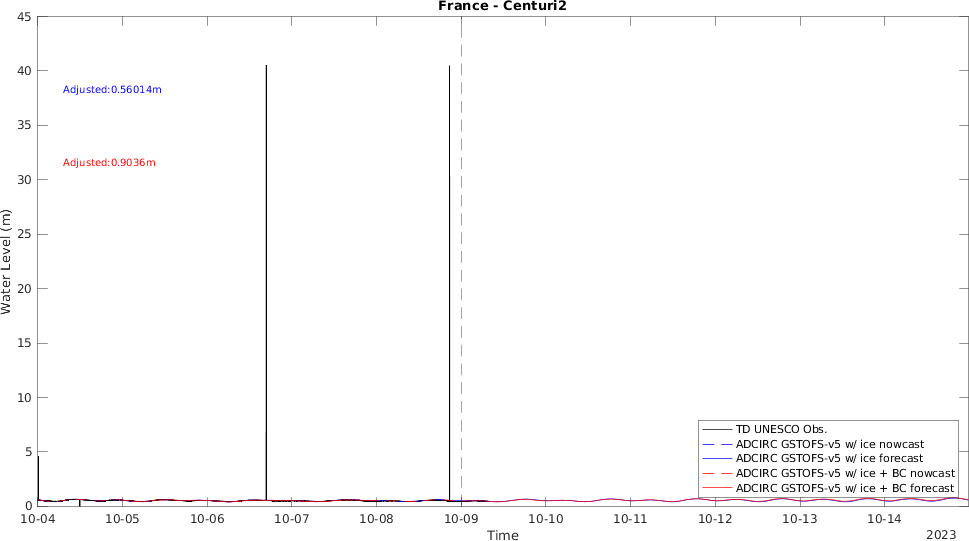 France - Centuri2
45
40
35
30
25
20
15
10
5
0
Water Level (m)
Adjusted:0.56014m
Adjusted:0.9036m
TD UNESCO Obs.
ADCIRC GSTOFS-v5 w/ ice nowcast
ADCIRC GSTOFS-v5 w/ ice forecast
ADCIRC GSTOFS-v5 w/ ice + BC nowcast
ADCIRC GSTOFS-v5 w/ ice + BC forecast
10-04 10-05 10-06 10-07 10-08 10-09 10-10 10-11 10-12 10-13 10-14
Time
2023